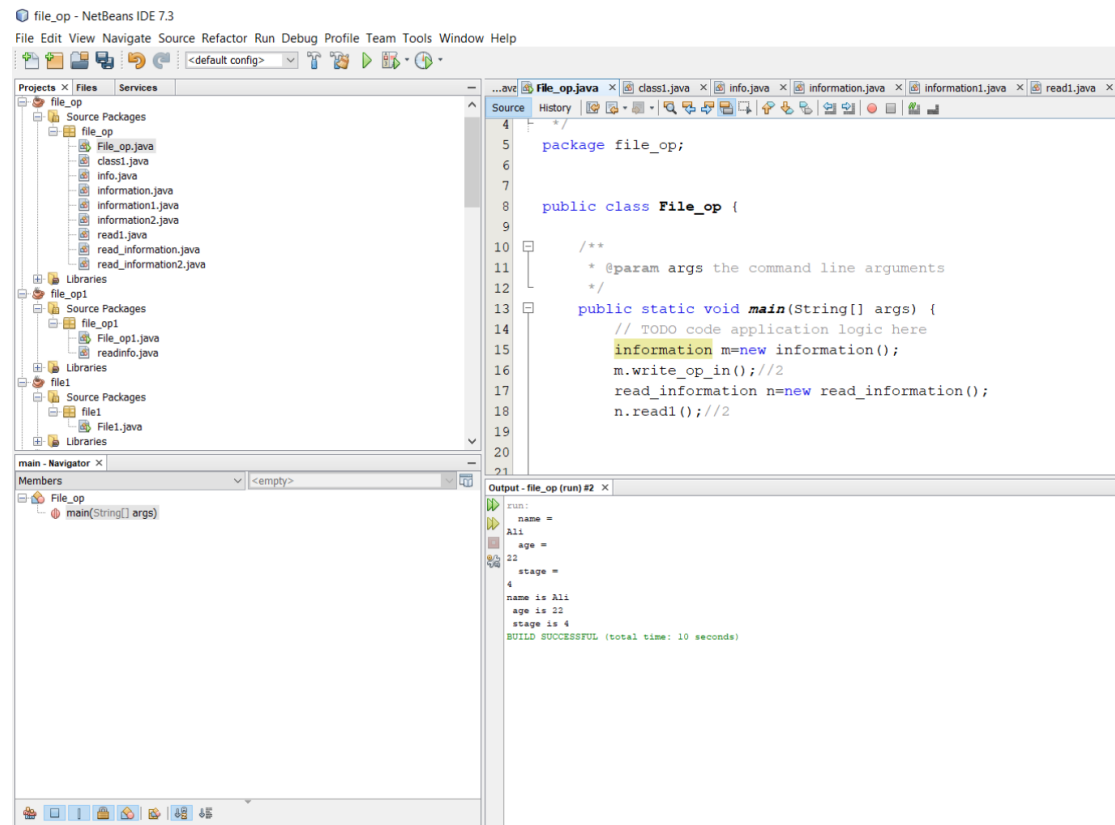 file_op - NetBeans IDE 7.3
File Edit View Navigate Source Refactor Run Debug Profile Team Tools Window Help
<default config>
Projects Files Services
file_op
Source Packages
file_op
File_op.java
class1.java
info.java
information.java
information1.java
information2.java
read1.java
read_information.java
read_information2.java
Libraries
file_op1
Source Packages
file_op1
File_op1.java
readinfo.java
Libraries
file1
Source Packages
file1
File1.java
Libraries
main - Navigator
Members <empty>
File_op
main(String[] args)
...ava File_op.java class1.java info.java information.java information1.java read1.java
Source History
4 */
5 package file_op;
6
7
8 public class File_op {
9
10 /**
11 * @param args the command line arguments
12 */
13 public static void main(String[] args) {
14 // TODO code application logic here
15 information m=new information();
16 m.write_op_in();//2
17 read_information n=new read_information();
18 n.read1();//2
19
20
21
Output - file_op (run) #2
run:
name =
Ali
age =
22
stage =
4
name is Ali
age is 22
stage is 4
BUILD SUCCESSFUL (total time: 10 seconds)